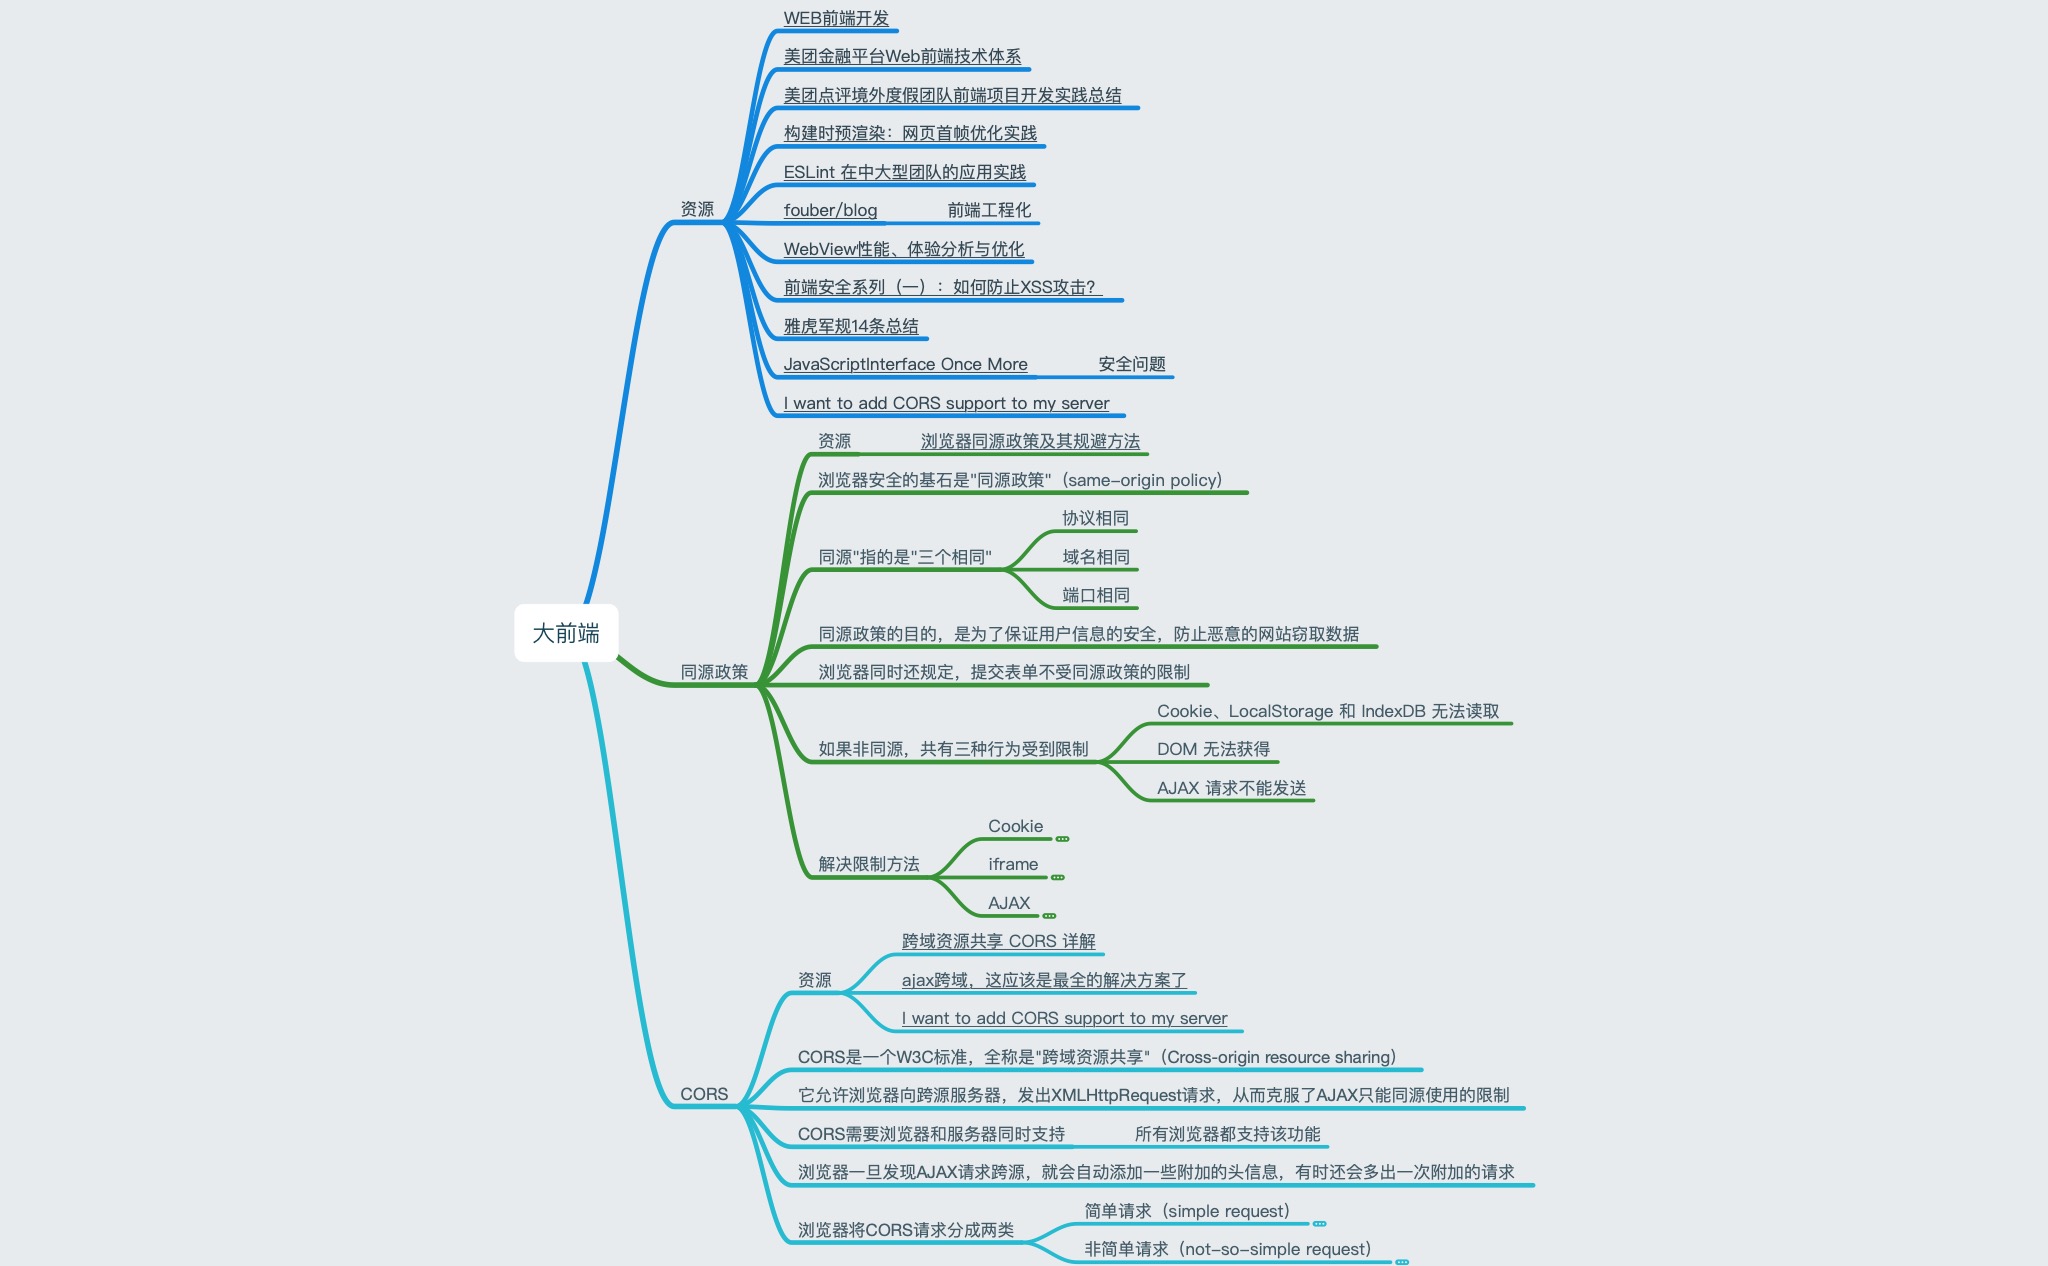 WEB前端开发
美团金融平台Web前端技术体系
美团点评境外度假团队前端项目开发实践总结
构建时预渲染：网页首帧优化实践
ESLint 在中大型团队的应用实践
资源
fouber/blog 前端工程化
WebView性能、体验分析与优化
前端安全系列（一）：如何防止XSS攻击？
雅虎军规14条总结
JavaScriptInterface Once More 安全问题
I want to add CORS support to my server
资源 浏览器同源政策及其规避方法
浏览器安全的基石是"同源政策"（same-origin policy）
协议相同
同源"指的是"三个相同" 域名相同
端口相同
大前端
同源政策的目的，是为了保证用户信息的安全，防止恶意的网站窃取数据
同源政策
浏览器同时还规定，提交表单不受同源政策的限制
Cookie、LocalStorage 和 IndexDB 无法读取
如果非同源，共有三种行为受到限制 DOM 无法获得
AJAX 请求不能发送
Cookie
解决限制方法 iframe
AJAX
跨域资源共享 CORS 详解
资源 ajax跨域，这应该是最全的解决方案了
I want to add CORS support to my server
CORS是一个W3C标准，全称是"跨域资源共享"（Cross-origin resource sharing）
CORS
它允许浏览器向跨源服务器，发出XMLHttpRequest请求，从而克服了AJAX只能同源使用的限制
CORS需要浏览器和服务器同时支持 所有浏览器都支持该功能
浏览器一旦发现AJAX请求跨源，就会自动添加一些附加的头信息，有时还会多出一次附加的请求
简单请求（simple request）
浏览器将CORS请求分成两类
非简单请求（not-so-simple request）